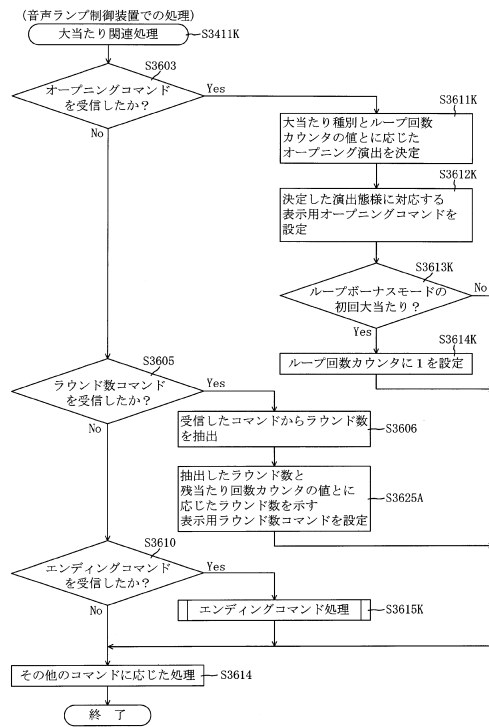 (音声ランプ制御装置での処理)
大当たり関連処理
S3411K
S3603
オープニングコマンド
を受信したか？
Yes
No
S3611K
大当たり種別とループ回数
カウンタの値とに応じた
オープニング演出を決定
S3612K
決定した演出態様に対応する
表示用オープニングコマンドを
設定
S3613K
ループボーナスモードの
初回大当たり？
No
Yes
S3614K
ループ回数カウンタに１を設定
S3605
ラウンド数コマンド
を受信したか？
Yes
No
受信したコマンドからラウンド数
を抽出
S3606
抽出したラウンド数と
残当たり回数カウンタの値とに
応じたラウンド数を示す
表示用ラウンド数コマンドを設定
S3625A
S3610
エンディングコマンド
を受信したか？
Yes
No
エンディングコマンド処理
S3615K
その他のコマンドに応じた処理
S3614
終 了